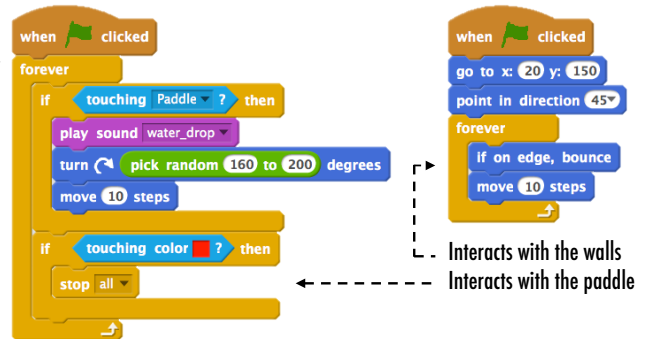 when clicked
forever
if touching Paddle ? then
play sound water_drop
turn pick random 160 to 200 degrees
move 10 steps
if touching color ? then
stop all
when clicked
go to x: 20 y: 150
point in direction 45
forever
if on edge, bounce
move 10 steps
Interacts with the walls
Interacts with the paddle